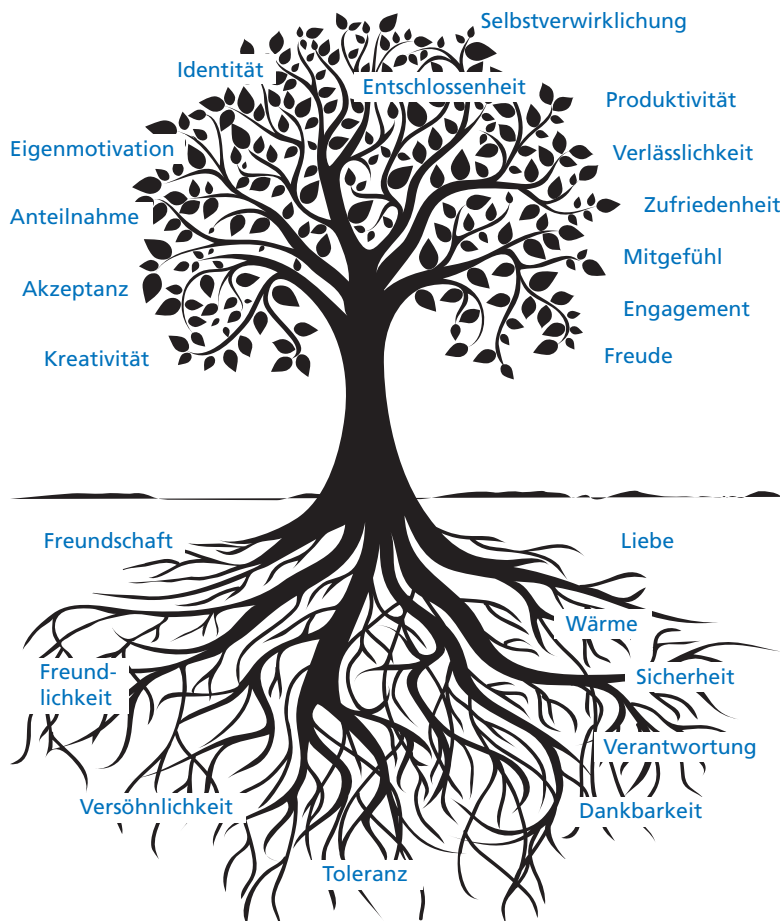 Selbstverwirklichung
Identität
Entschlossenheit
Produktivität
Eigenmotivation
Verlässlichkeit
Zufriedenheit
Anteilnahme
Mitgefühl
Akzeptanz
Engagement
Kreativität
Freude
Freundschaft
Liebe
Wärme
Freund-
lichkeit
Sicherheit
Verantwortung
Versöhnlichkeit
Dankbarkeit
Toleranz